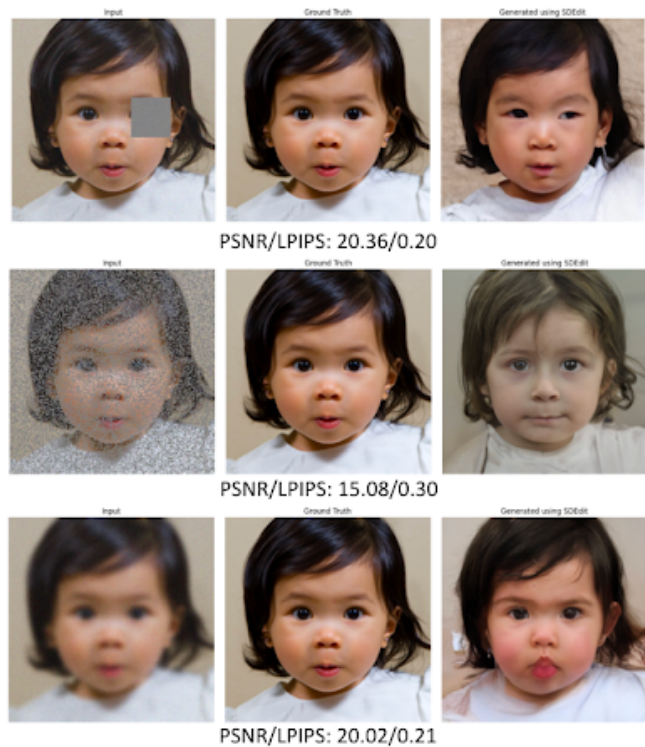 Input
Ground Truth
Generated using SDEdit
PSNR/LPIPS: 20.36/0.20
Input
Ground Truth
Generated using SDEdit
PSNR/LPIPS: 15.08/0.30
Input
Ground Truth
Generated using SDEdit
PSNR/LPIPS: 20.02/0.21